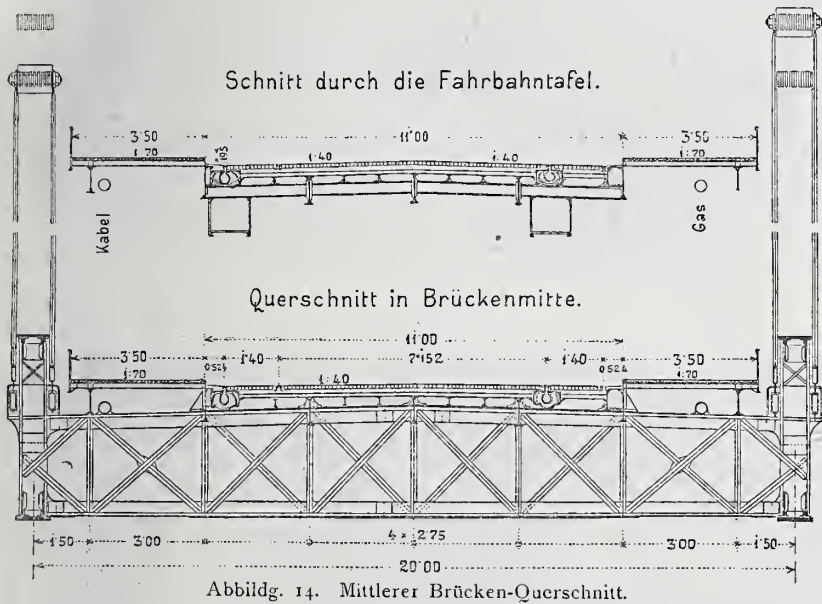 Schnitt durch die Fahrbahntafel.
3·50 11·00 3·50
1:70 105 1:40 1:40 1:70
Kabel
Gas
Querschnitt in Brückenmitte.
11·00
3·50 0.524 1·40 7·152 1·40 0.524 3·50
1:70 1:40 1:70
1·50 3·00 4 × 2.75 3·00 1·50
20·00
Abbildg. 14. Mittlerer Brücken-Querschnitt.